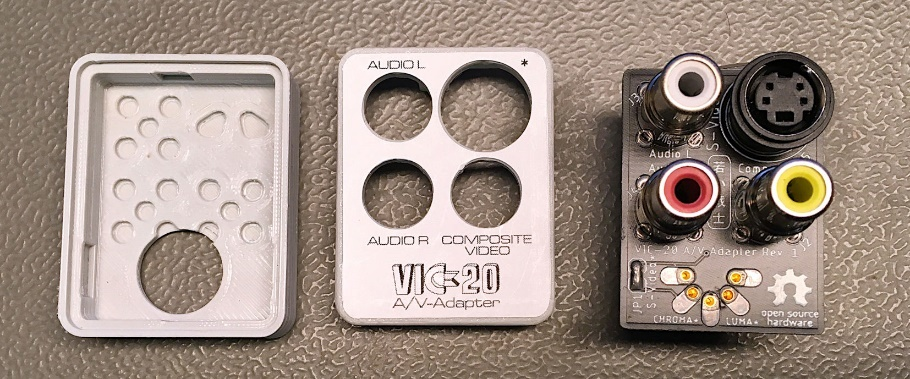 AUDIO L
*
AUDIO R
COMPOSITE
VIDEO
VIC-20
A/V-Adapter
J3
Audio L
VIC-20 A/V-Adapter Rev 1
JP1
S-Video
CHROMA+
LUMA+
open source
hardware